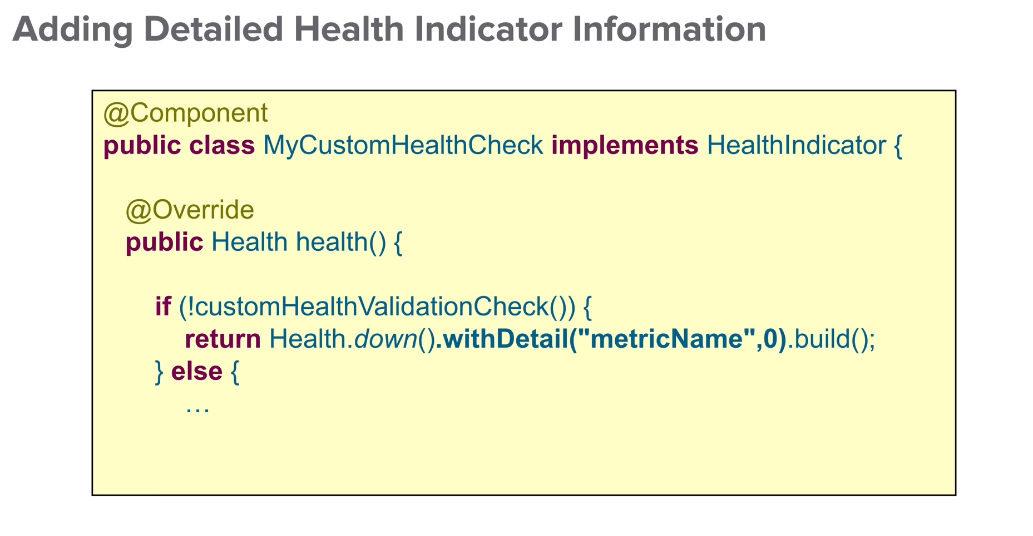 Adding Detailed Health Indicator Information
@Component
public class MyCustomHealthCheck implements HealthIndicator {
@Override
public Health health() {
if (!customHealthValidationCheck()) {
return Health.down().withDetail("metricName",0).build();
} else {
…